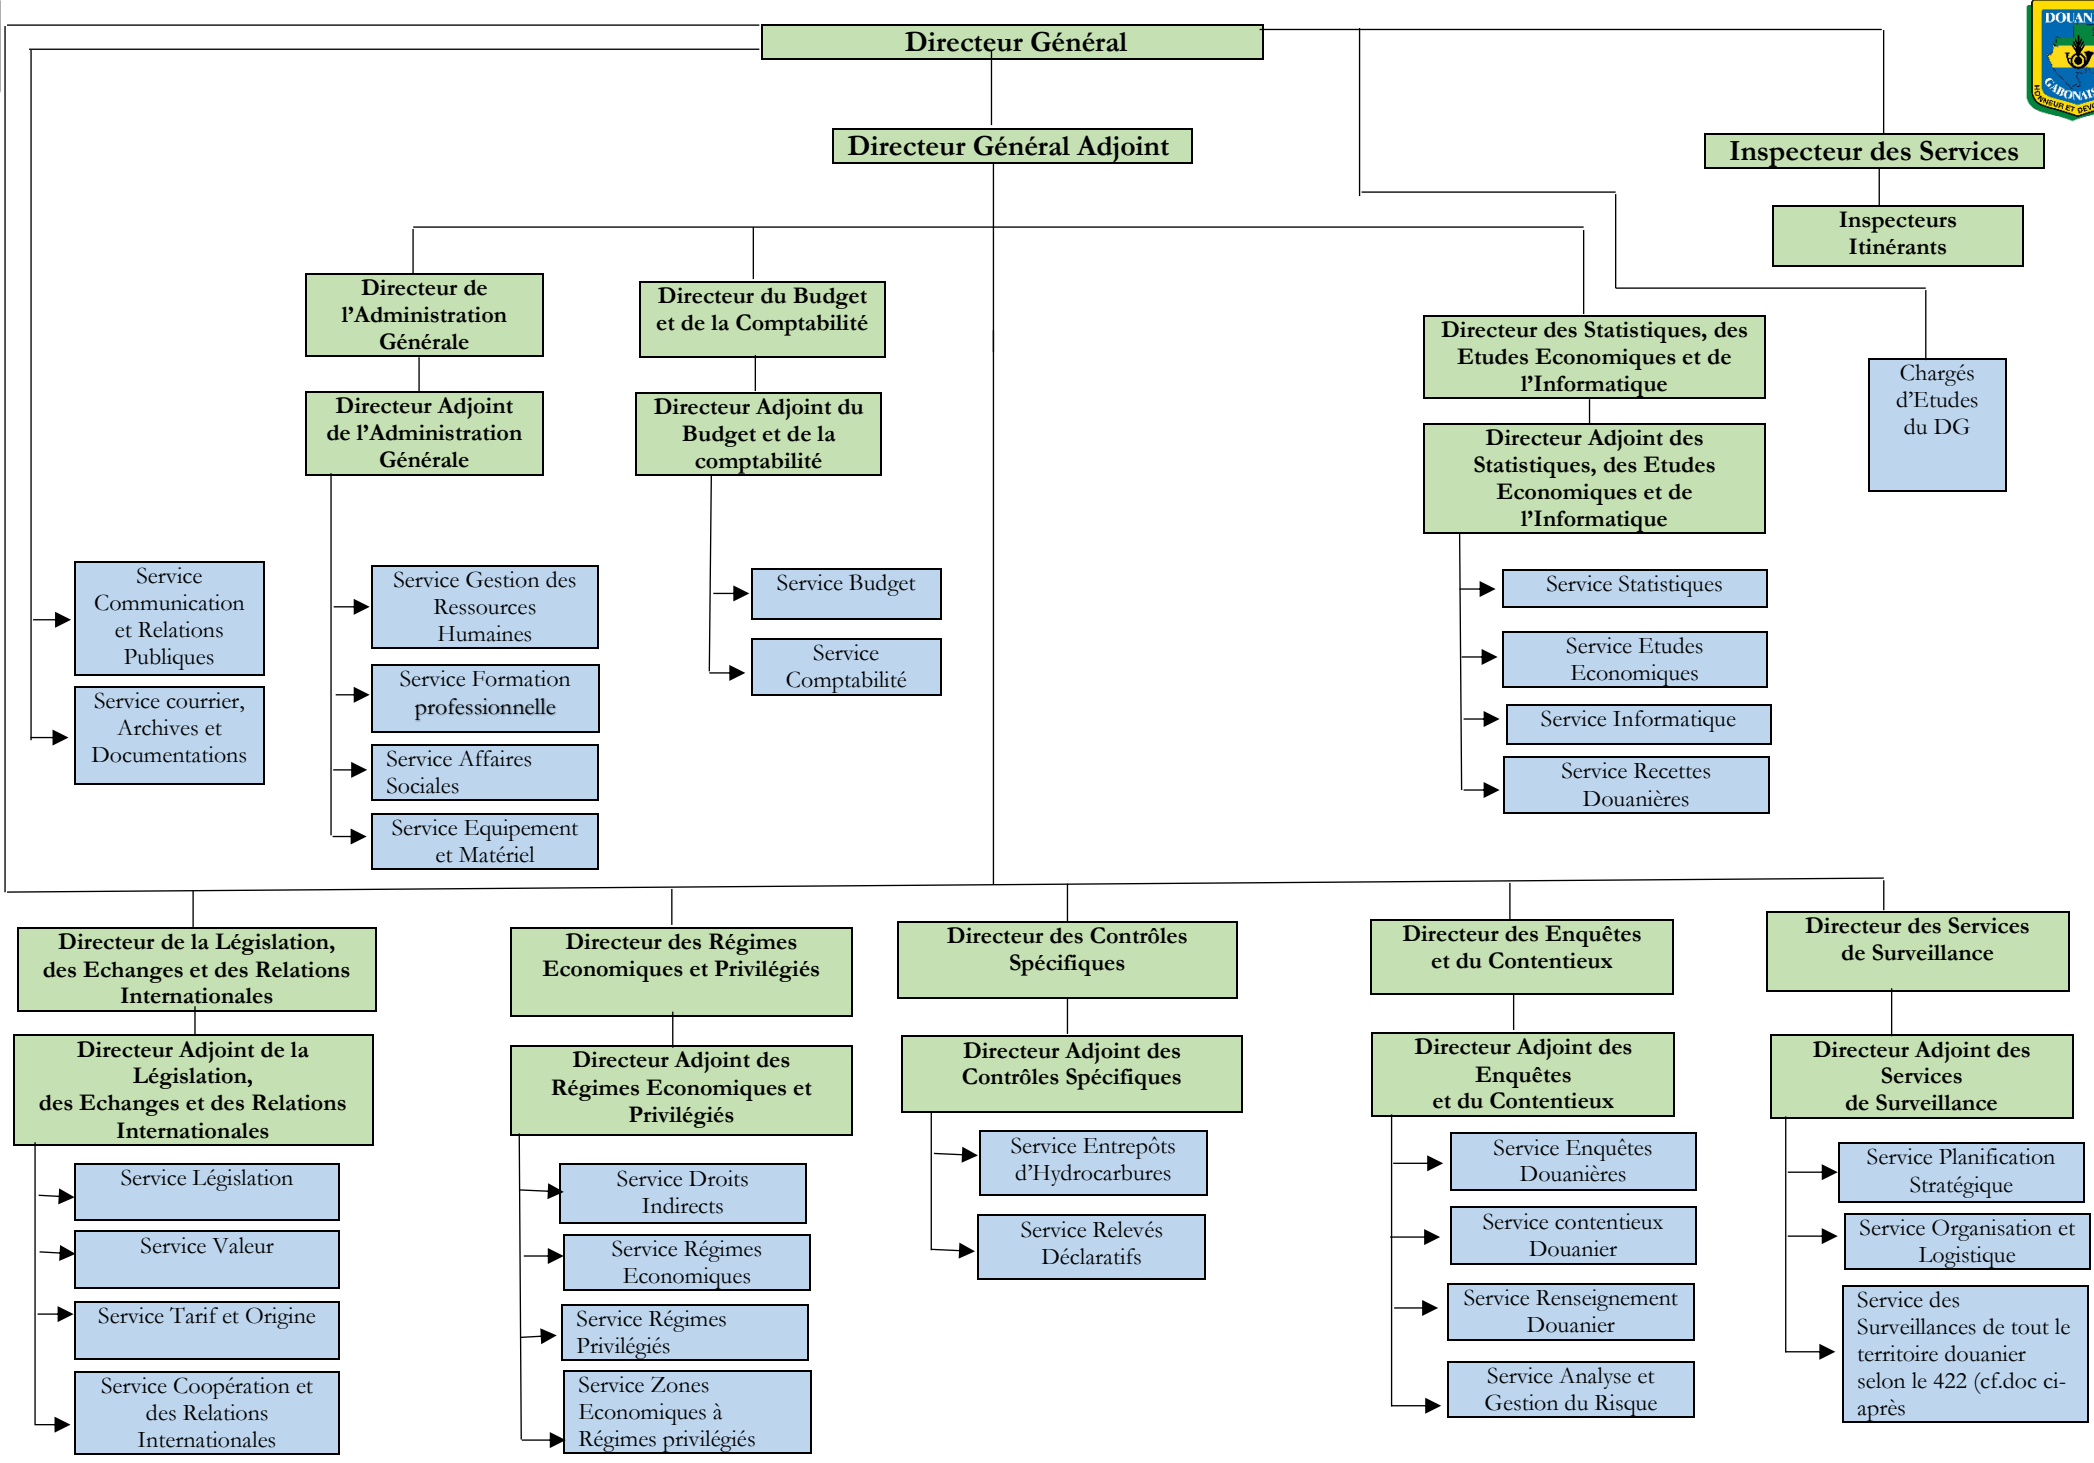 Directeur Général
Directeur Général Adjoint
Inspecteur des Services
Inspecteurs
Itinérants
Directeur de
l'Administration
Générale
Directeur du Budget
et de la Comptabilité
Directeur des Statistiques, des
Etudes Economiques et de
l'Informatique
Chargés
d'Etudes
du DG
Directeur Adjoint
de l'Administration
Générale
Directeur Adjoint du
Budget et de la
comptabilité
Directeur Adjoint des
Statistiques, des Etudes
Economiques et de
l'Informatique
Service
Communication
et Relations
Publiques
Service courrier,
Archives et
Documentations
Service Gestion des
Ressources
Humaines
Service Formation
professionnelle
Service Affaires
Sociales
Service Equipement
et Matériel
Service Budget
Service
Comptabilité
Service Statistiques
Service Etudes
Economiques
Service Informatique
Service Recettes
Douanières
Directeur de la Législation,
des Echanges et des Relations
Internationales
Directeur Adjoint de la
Législation,
des Echanges et des Relations
Internationales
Service Législation
Service Valeur
Service Tarif et Origine
Service Coopération et
des Relations
Internationales
Directeur des Régimes
Economiques et Privilégiés
Directeur Adjoint des
Régimes Economiques et
Privilégiés
Service Droits
Indirects
Service Régimes
Economiques
Service Régimes
Privilégiés
Service Zones
Economiques à
Régimes privilégiés
Directeur des Contrôles
Spécifiques
Directeur Adjoint des
Contrôles Spécifiques
Service Entrepôts
d'Hydrocarbures
Service Relevés
Déclaratifs
Directeur des Enquêtes
et du Contentieux
Directeur Adjoint des
Enquêtes
et du Contentieux
Service Enquêtes
Douanières
Service contentieux
Douanier
Service Renseignement
Douanier
Service Analyse et
Gestion du Risque
Directeur des Services
de Surveillance
Directeur Adjoint des
Services
de Surveillance
Service Planification
Stratégique
Service Organisation et
Logistique
Service des
Surveillances de tout le
territoire douanier
selon le 422 (cf.doc ci-
après